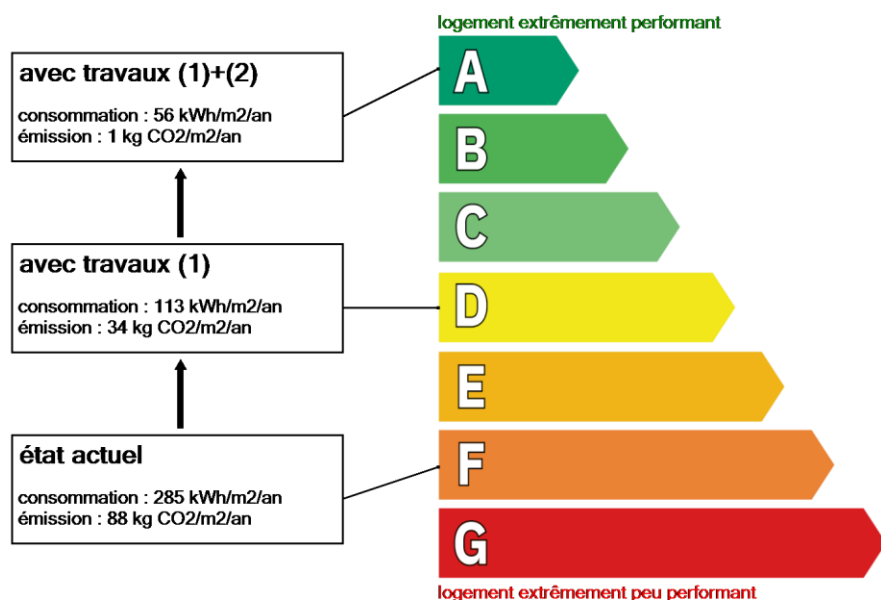 logement extrêmement performant
avec travaux (1)+(2)
consommation : 56 kWh/m2/an
émission : 1 kg CO2/m2/an
avec travaux (1)
consommation : 113 kWh/m2/an
émission : 34 kg CO2/m2/an
état actuel
consommation : 285 kWh/m2/an
émission : 88 kg CO2/m2/an
A
B
C
D
E
F
G
logement extrêmement peu performant